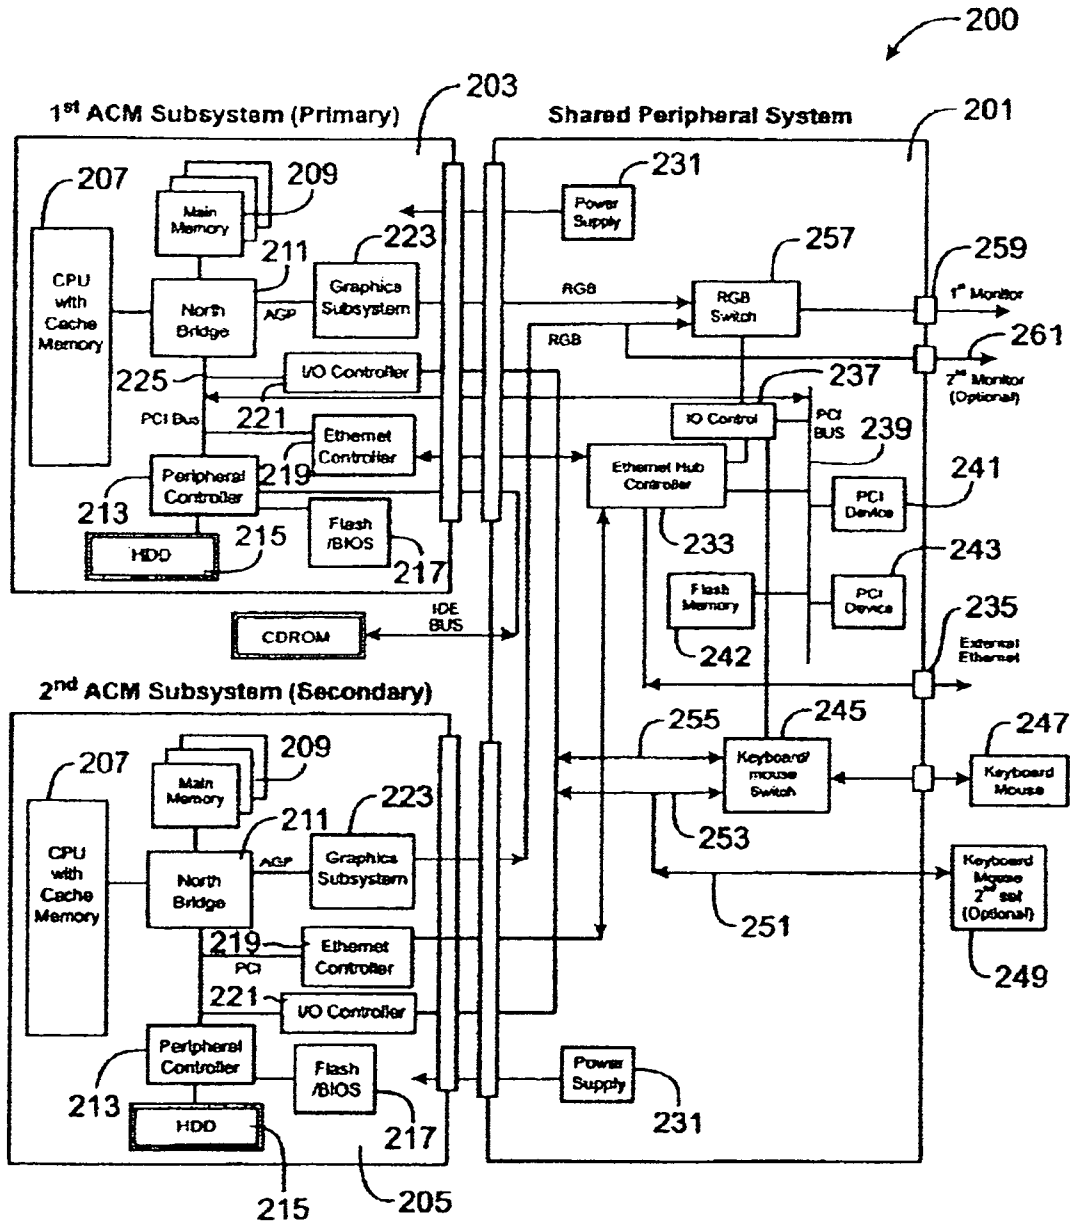 200
1st ACM Subsystem (Primary)
203
Shared Peripheral System
201
207
Main
Memory
209
231
Power
Supply
CPU
with
Cache
Memory
211
North
Bridge
AGP
223
Graphics
Subsystem
RGB
RGB
257
RGB
Switch
259
1st Monitor
261
2nd Monitor
(Optional)
225
221
I/O Controller
PCI Bus
219
Ethernet
Controller
237
IO Control
PCI
BUS
239
Ethernet Hub
Controller
233
241
PCI
Device
213
Peripheral
Controller
215
HDD
Flash
/BIOS
217
243
PCI
Device
Flash
Memory
242
235
External
Ethernet
CDROM
IDE
BUS
2nd ACM Subsystem (Secondary)
207
Main
Memory
209
255
245
Keyboard/
mouse
Switch
253
247
Keyboard
Mouse
CPU
with
Cache
Memory
211
North
Bridge
AGP
223
Graphics
Subsystem
251
Keyboard
Mouse
2nd set
(Optional)
249
219
PCI
Ethernet
Controller
221
I/O Controller
213
Peripheral
Controller
Flash
/BIOS
217
HDD
215
205
Power
Supply
231